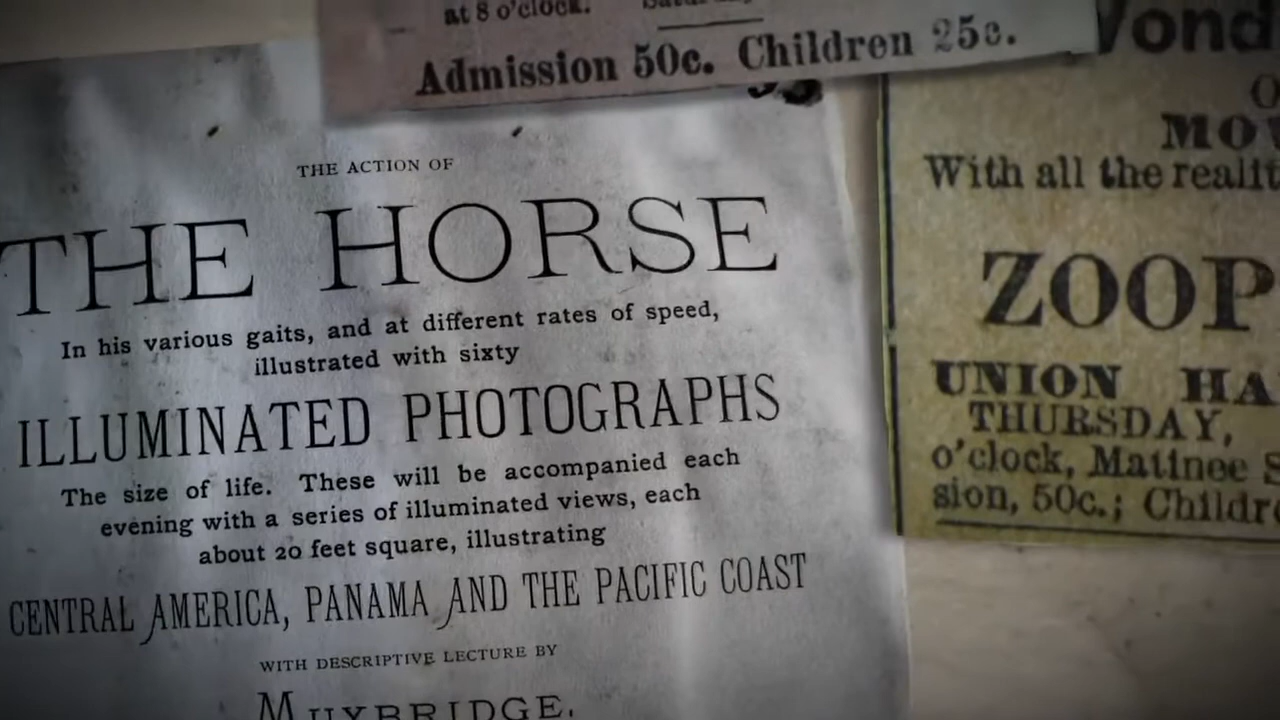 at 8 o'clock.
Admission 50c. Children 25c.
THE ACTION OF
THE HORSE
In his various gaits, and at different rates of speed,
illustrated with sixty
ILLUMINATED PHOTOGRAPHS
The size of life. These will be accompanied each
evening with a series of illuminated views, each
about 20 feet square, illustrating
CENTRAL AMERICA, PANAMA AND THE PACIFIC COAST
WITH DESCRIPTIVE LECTURE BY
MUYBRIDGE.
With all the
ZOOP
UNION HA
THURSDAY,
o'clock, Matinee S
sion, 50c.; Childre